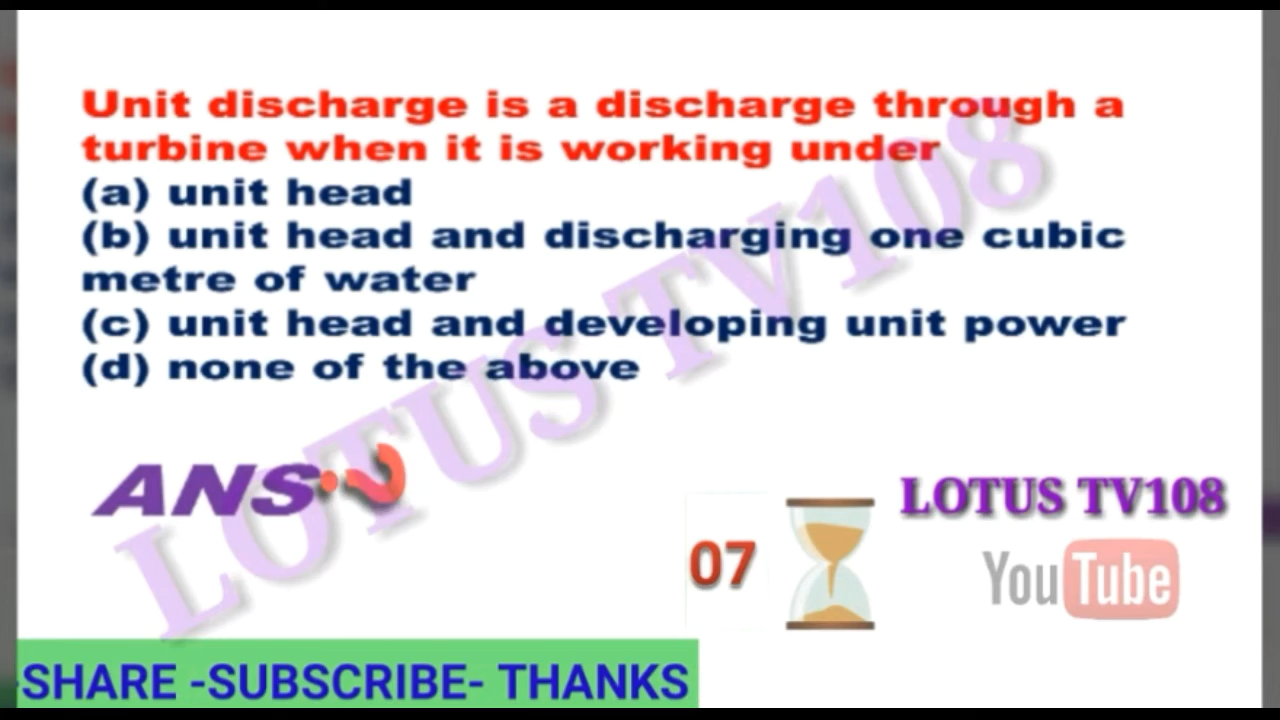 Unit discharge is a discharge through a
turbine when it is working under
(a) unit head
(b) unit head and discharging one cubic
metre of water
(c) unit head and developing unit power
(d) none of the above
LOTUS TV108
ANS.?
07
LOTUS TV108
YouTube
SHARE -SUBSCRIBE- THANKS